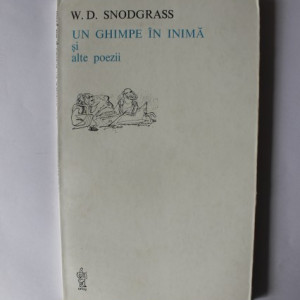 W. D. SNODGRASS
UN GHIMPE ÎN INIMĂ
și
alte poezii